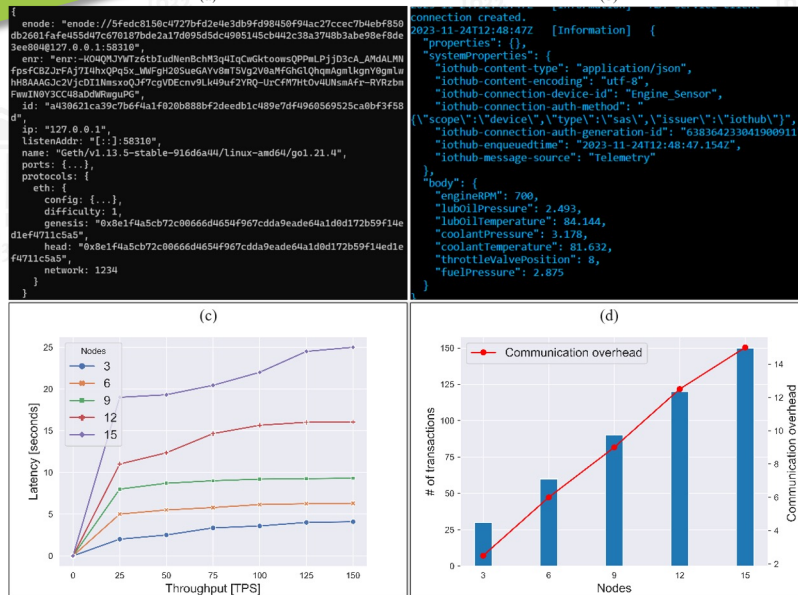 {
enode: "enode://5fedc8150c4727bfd2e4e3db9fd98450f94ac27ccec7b4ebf850
db2601fafe455d47c670187bde2a17d095d5dc4905145cb442c38a3748b3abe98ef8de
3ee804@127.0.0.1:58310",
id: "a430621ca39c7b6f4a1f020b888bf2deedb1c489e7df4960569525ca0bf3f58
d",
ip: "127.0.0.1",
listenAddr: "[::]:58310",
name: "Geth/v1.13.5-stable-916d6a44/linux-amd64/go1.21.4",
ports: {...},
protocols: {
eth: {
config: {...},
difficulty: 1,
genesis: "0x8e1f4a5cb72c00666d4654f967cdda9eade64a1d0d172b59f14e
d1ef4711c5a5",
head: "0x8e1f4a5cb72c00666d4654f967cdda9eade64a1d0d172b59f14ed1e
f4711c5a5",
network: 1234
}
}
connection created.
2023-11-24T12:48:47Z [Information] {
"properties": {},
"systemProperties": {
"iothub-content-type": "application/json",
"iothub-content-encoding": "utf-8",
"iothub-connection-device-id": "Engine_Sensor",
"iothub-connection-auth-method": "
{\"scope\":\"device\",\"type\":\"sas\",\"issuer\":\"iothub\"}",
"iothub-connection-auth-generation-id": "638364233041900911
"iothub-enqueuedtime": "2023-11-24T12:48:47.154Z",
"iothub-message-source": "Telemetry"
},
"body": {
"engineRPM": 700,
"lubOilPressure": 2.493,
"lubOilTemperature": 84.144,
"coolantPressure": 3.178,
"coolantTemperature": 81.632,
"throttleValvePosition": 8,
"fuelPressure": 2.875
}
(c)
Nodes
3
6
9
12
15
Latency [seconds]
25
20
15
10
5
0
0 25 50 75 100 125 150
Throughput [TPS]
(d)
Communication overhead
# of transactions
150
125
100
75
50
25
0
3 6 9 12 15
Nodes
14
12
10
8
6
4
2
Communication overhead